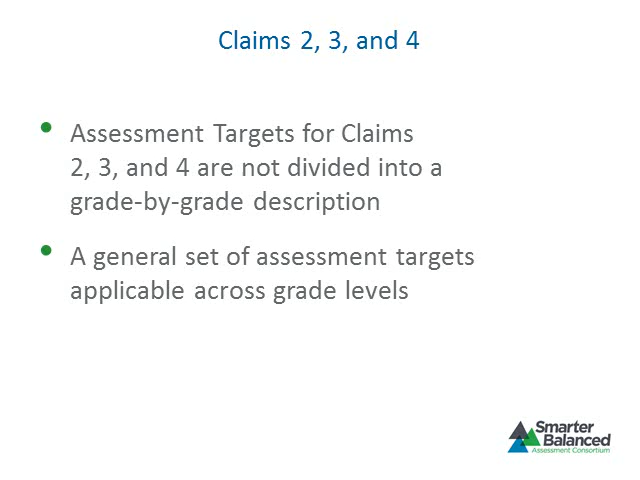 Claims 2, 3, and 4
• Assessment Targets for Claims
2, 3, and 4 are not divided into a
grade-by-grade description
• A general set of assessment targets
applicable across grade levels
Smarter
Balanced
Assessment Consortium